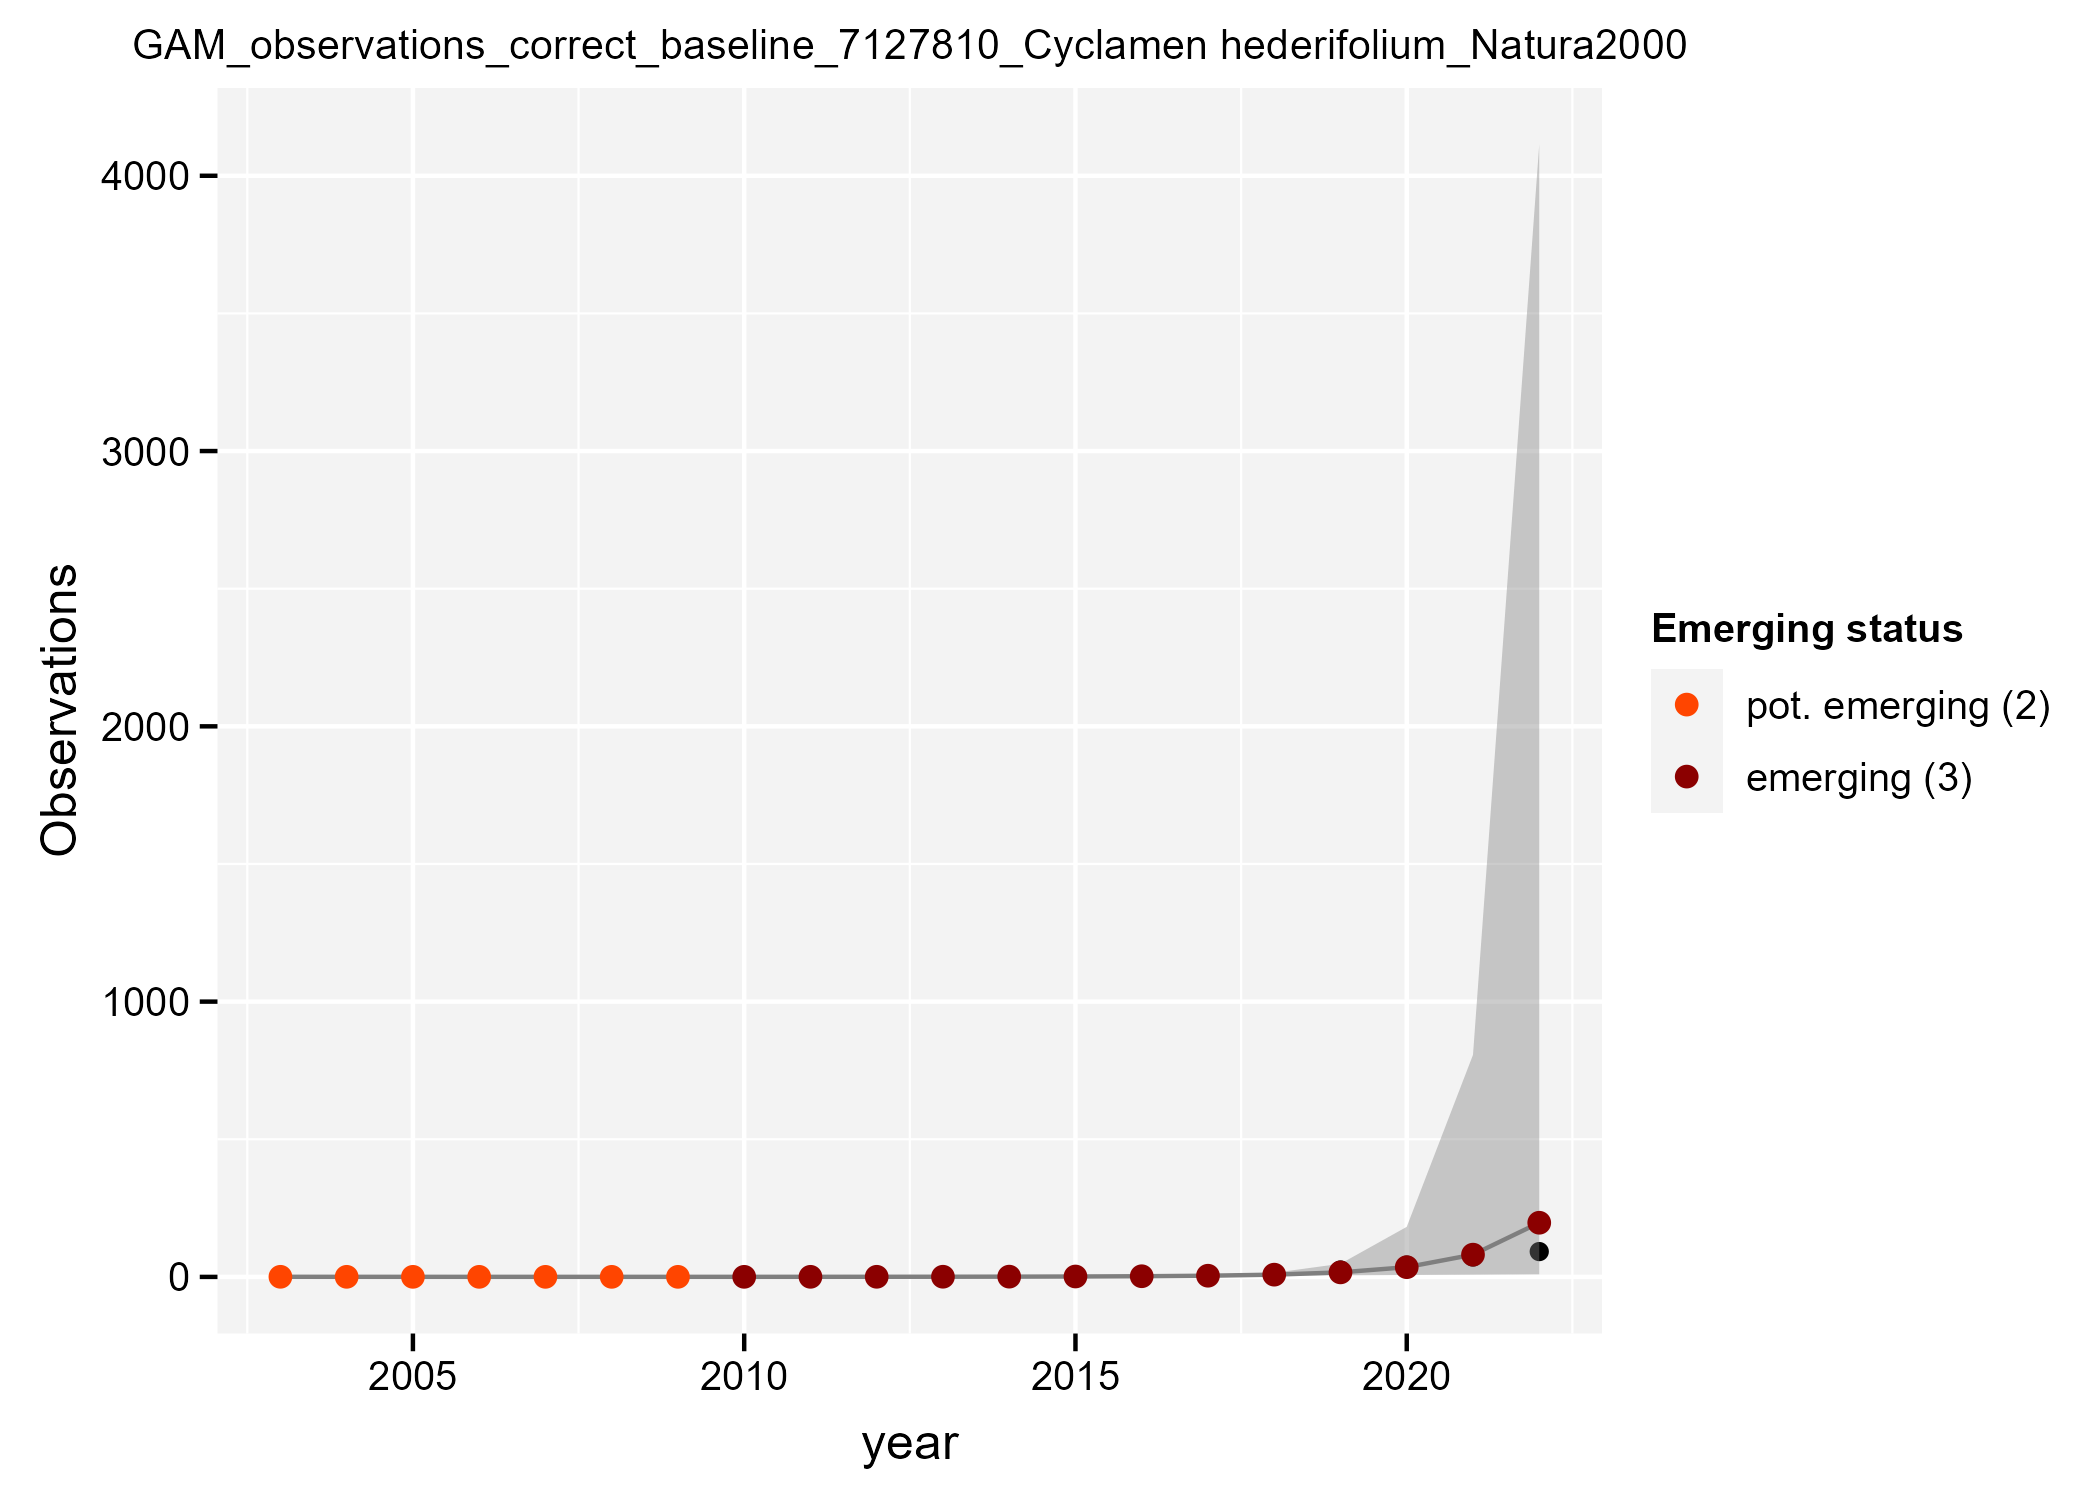 GAM_observations_correct_baseline_7127810_Cyclamen hederifolium_Natura2000
4000
3000
2000
1000
0
Observations
2005
2010
2015
2020
year
Emerging status
pot. emerging (2)
emerging (3)